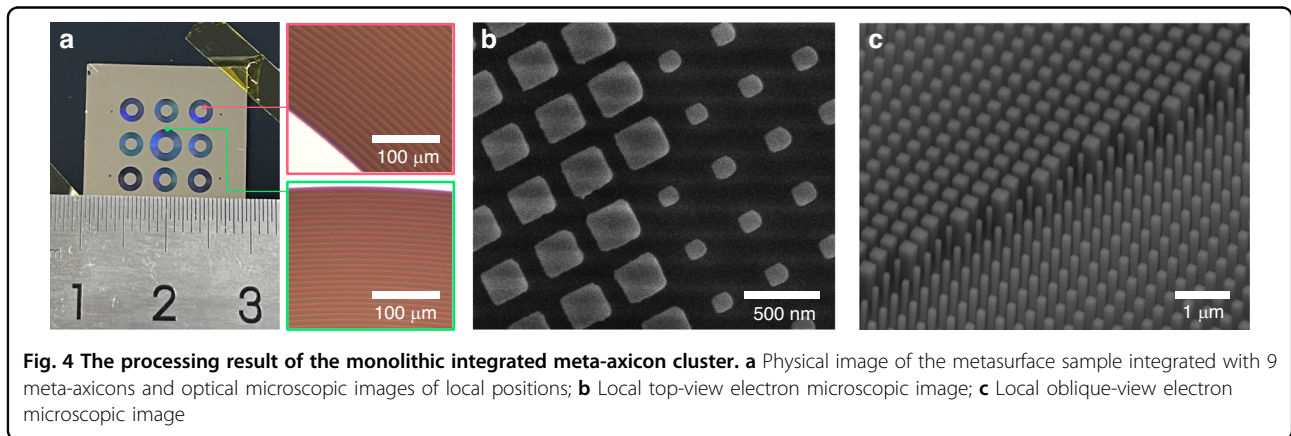 a
100 μm
100 μm
1 2 3
b
500 nm
c
1 μm
Fig. 4 The processing result of the monolithic integrated meta-axicon cluster. a Physical image of the metasurface sample integrated with 9
meta-axicons and optical microscopic images of local positions; b Local top-view electron microscopic image; c Local oblique-view electron
microscopic image